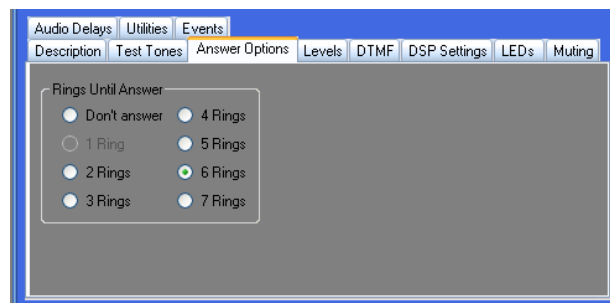 Audio Delays Utilities Events
Description Test Tones Answer Options Levels DTMF DSP Settings LEDs Muting
Rings Until Answer
Don't answer 4 Rings
1 Ring 5 Rings
2 Rings 6 Rings
3 Rings 7 Rings